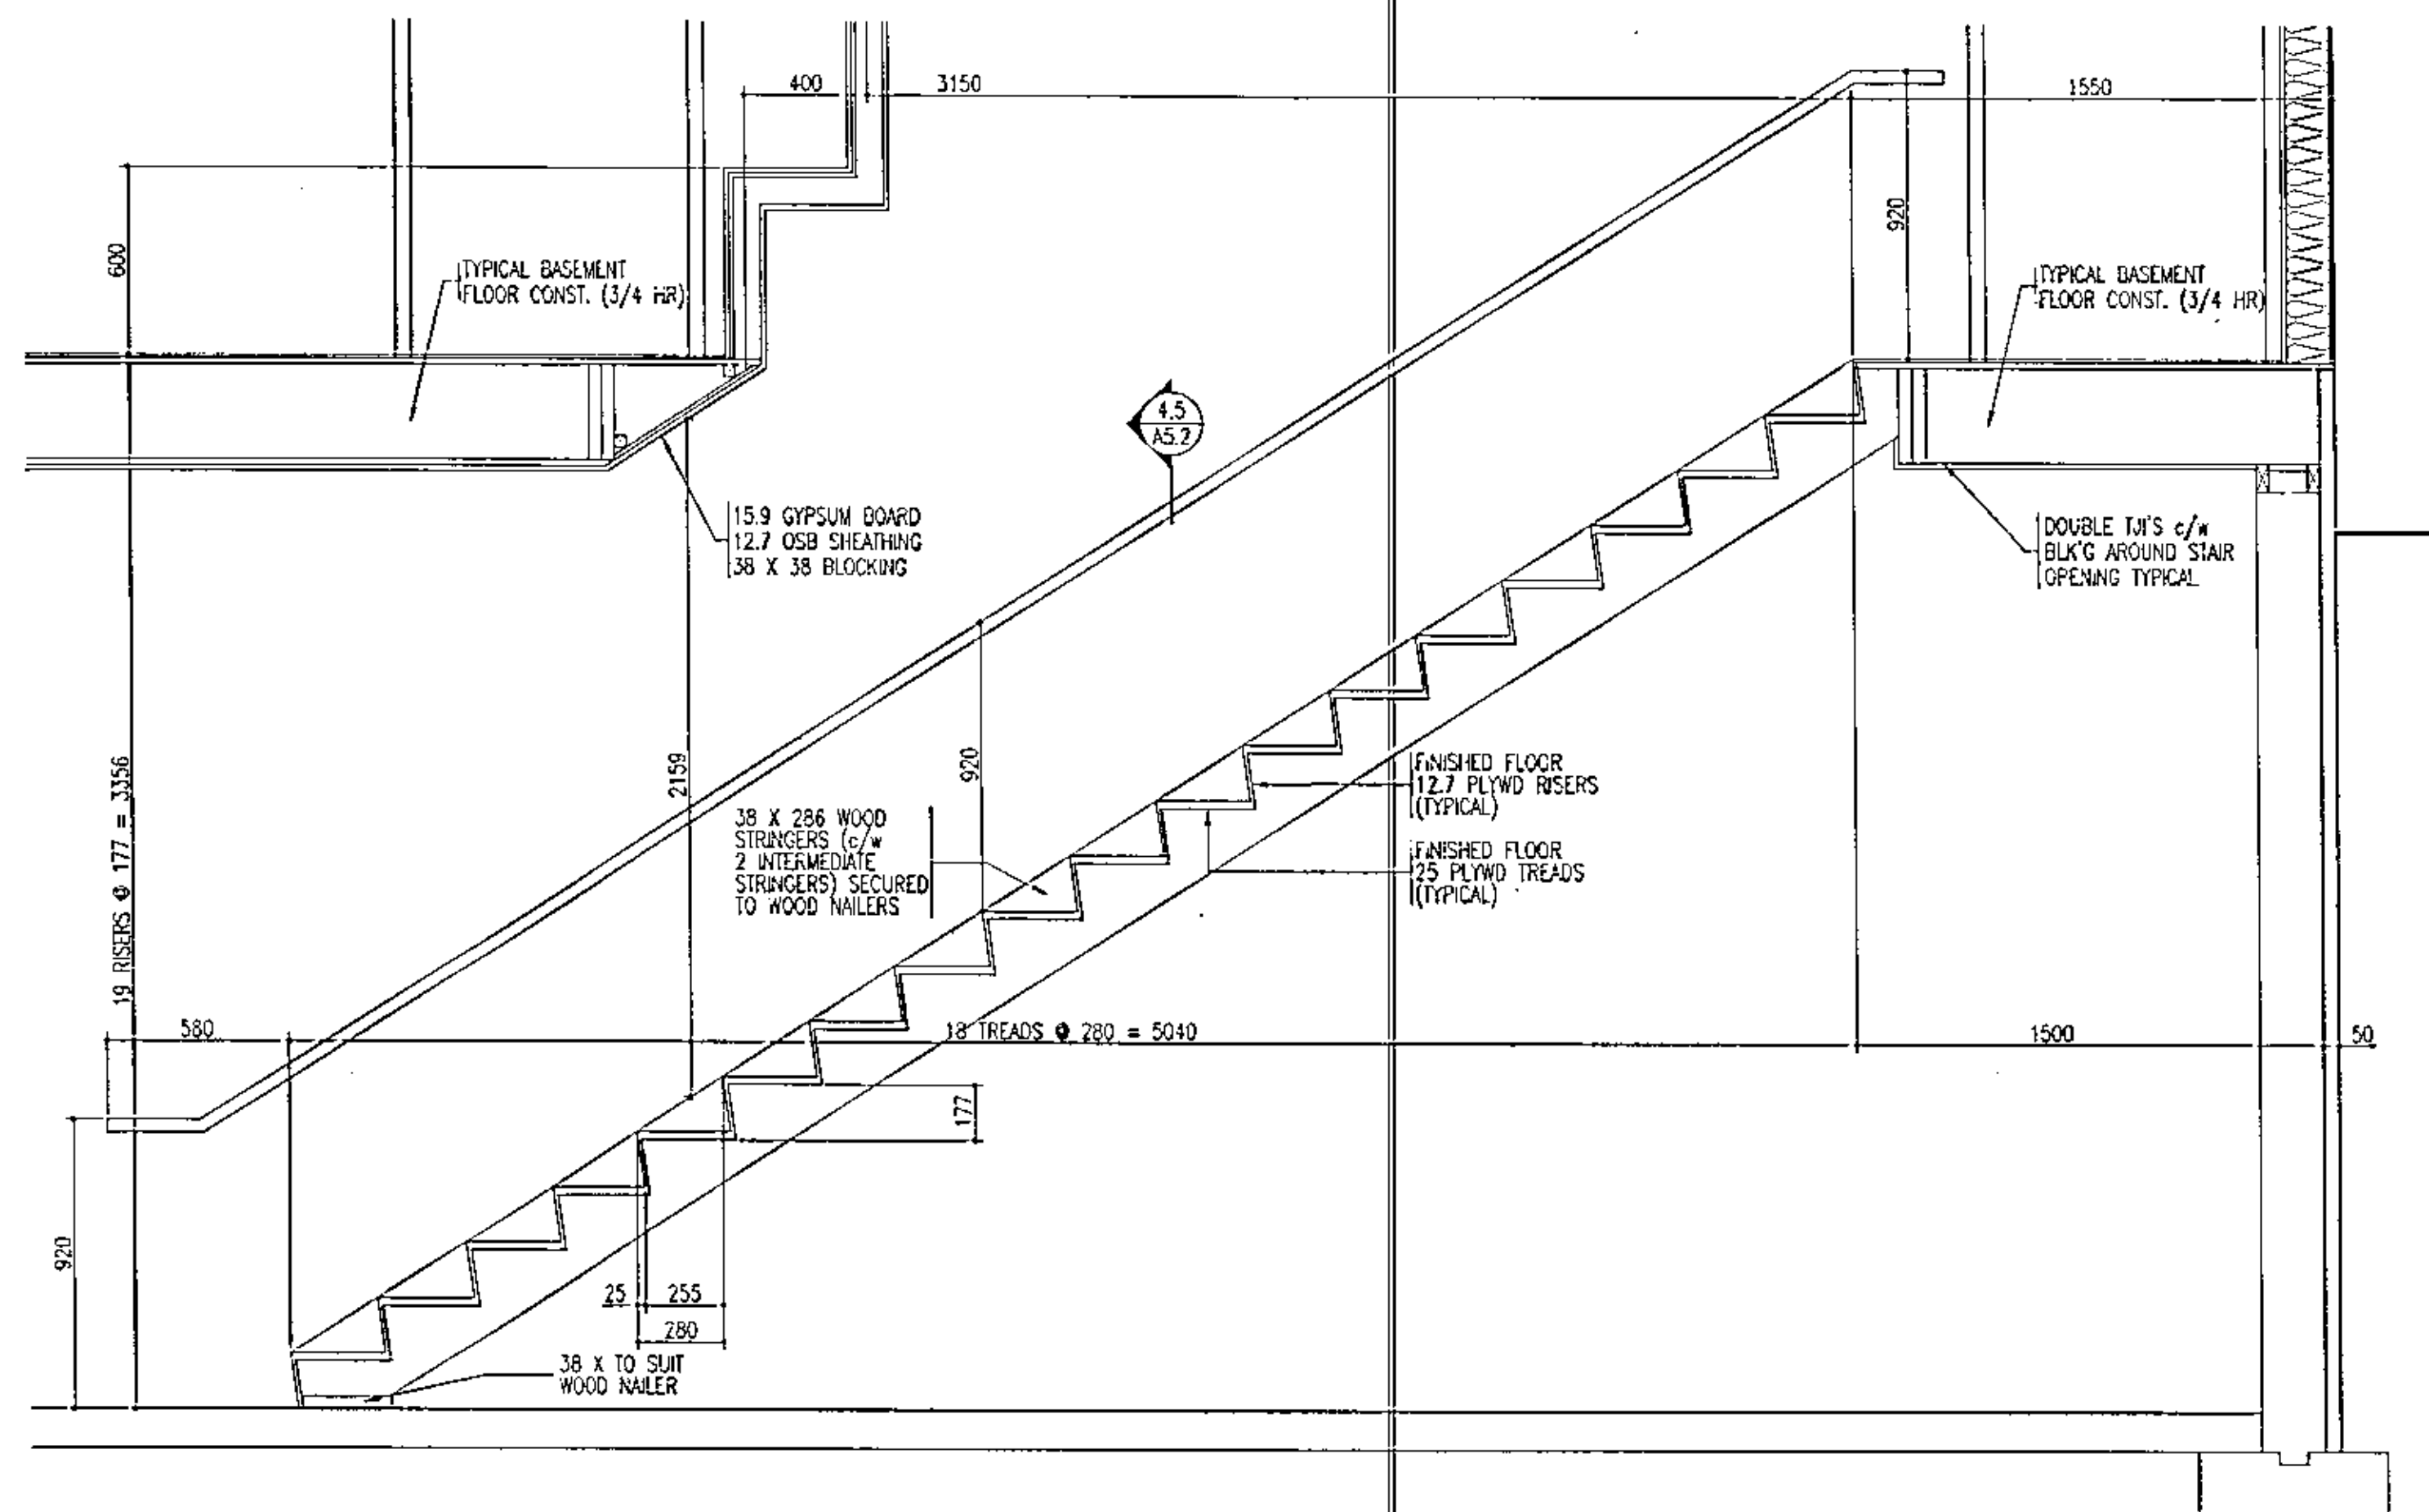 400
3150
1550
600
920
TYPICAL BASEMENT
FLOOR CONST. (3/4 HR)
TYPICAL BASEMENT
FLOOR CONST. (3/4 HR)
4.5
A5.2
15.9 GYPSUM BOARD
12.7 OSB SHEATHING
38 X 38 BLOCKING
DOUBLE TJI'S c/w
BLK'G AROUND STAIR
OPENING TYPICAL
19 RISERS @ 177 = 3356
2159
920
FINISHED FLOOR
12.7 PLYWD RISERS
(TYPICAL)
38 X 286 WOOD
STRINGERS (c/w
2 INTERMEDIATE
STRINGERS) SECURED
TO WOOD NAILERS
FINISHED FLOOR
25 PLYWD TREADS
(TYPICAL)
580
18 TREADS @ 280 = 5040
1500
50
177
920
25
255
280
38 X TO SUIT
WOOD NAILER